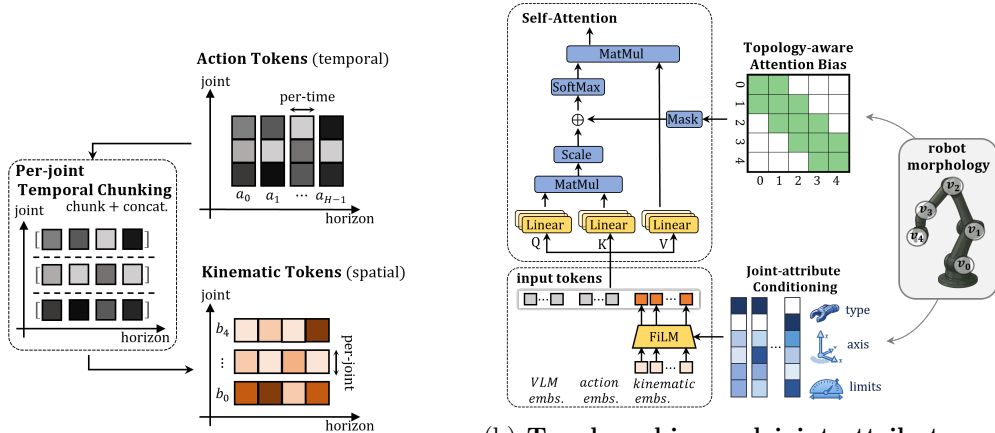 Action Tokens (temporal)
joint
per-time
a0 a1 ... aH−1
horizon
Per-joint
Temporal Chunking
chunk + concat.
joint
[ ]
[ ]
[ ]
horizon
Kinematic Tokens (spatial)
joint
b4
⋮
b0
per-joint
horizon
Self-Attention
MatMul
SoftMax
⊕
Mask
Scale
MatMul
Linear Linear Linear
Q K V
input tokens
... ... ...
FiLM
...
VLM embs.
action embs.
kinematic embs.
Topology-aware
Attention Bias
0
1
2
3
4
0 1 2 3 4
robot
morphology
v2
v3
v1
v4
v0
Joint-attribute
Conditioning
type
axis
limits
...